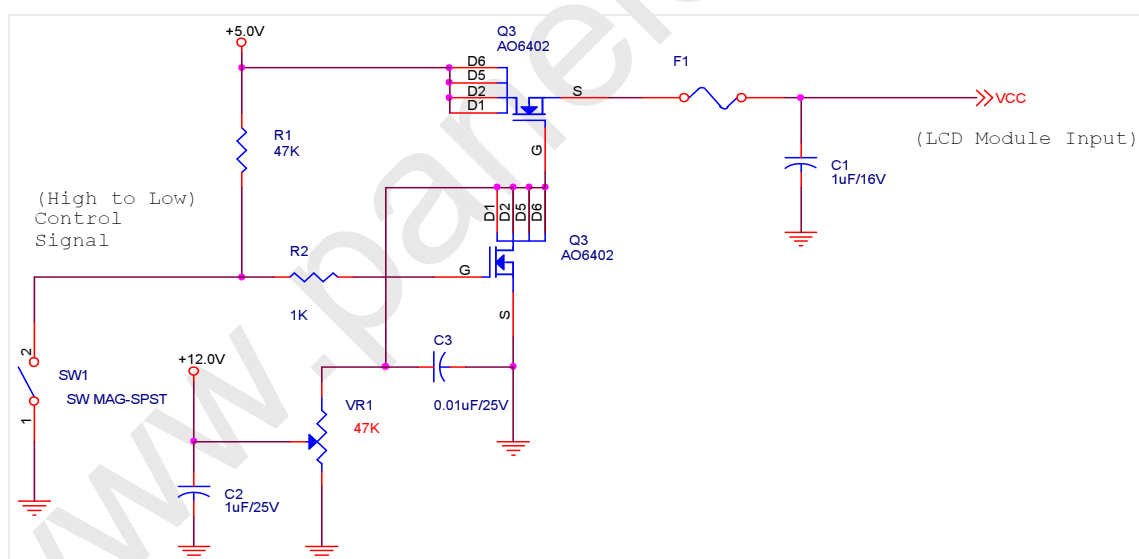 +5.0V
Q3
AO6402
D6
D5
D2
D1
S
G
F1
VCC
(LCD Module Input)
R1
47K
C1
1uF/16V
(High to Low)
Control
Signal
D1
D2
D5
D6
Q3
AO6402
R2
1K
G
S
+12.0V
2
SW1
SW MAG-SPST
1
C3
0.01uF/25V
VR1
47K
C2
1uF/25V